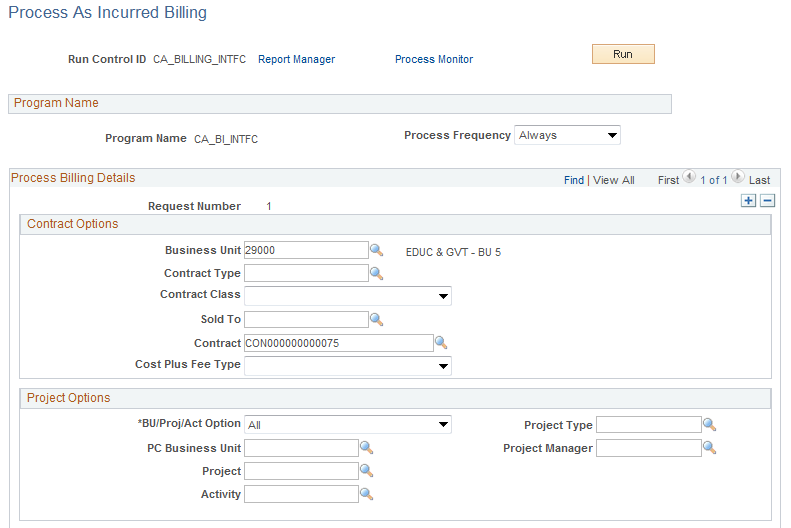 Process As Incurred Billing
Run Control ID CA_BILLING_INTFC Report Manager Process Monitor Run
Program Name
Program Name CA_BI_INTFC Process Frequency Always
Process Billing Details Find | View All First 1 of 1 Last
Request Number 1
Contract Options
Business Unit 29000 EDUC & GVT - BU 5
Contract Type
Contract Class
Sold To
Contract CON000000000075
Cost Plus Fee Type
Project Options
*BU/Proj/Act Option All Project Type
PC Business Unit Project Manager
Project
Activity